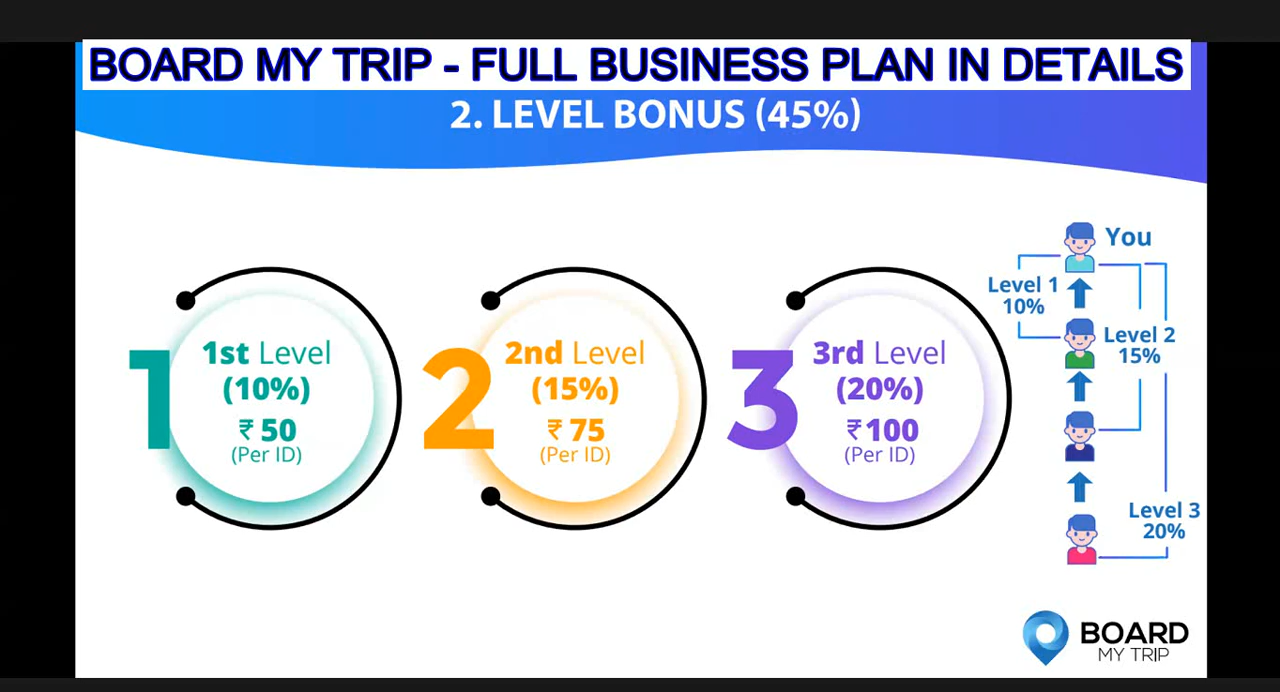 BOARD MY TRIP - FULL BUSINESS PLAN IN DETAILS
2. LEVEL BONUS (45%)
1
1st Level
(10%)
₹ 50
(Per ID)
2
2nd Level
(15%)
₹ 75
(Per ID)
3
3rd Level
(20%)
₹ 100
(Per ID)
You
Level 1
10%
Level 2
15%
Level 3
20%
BOARD
MY TRIP